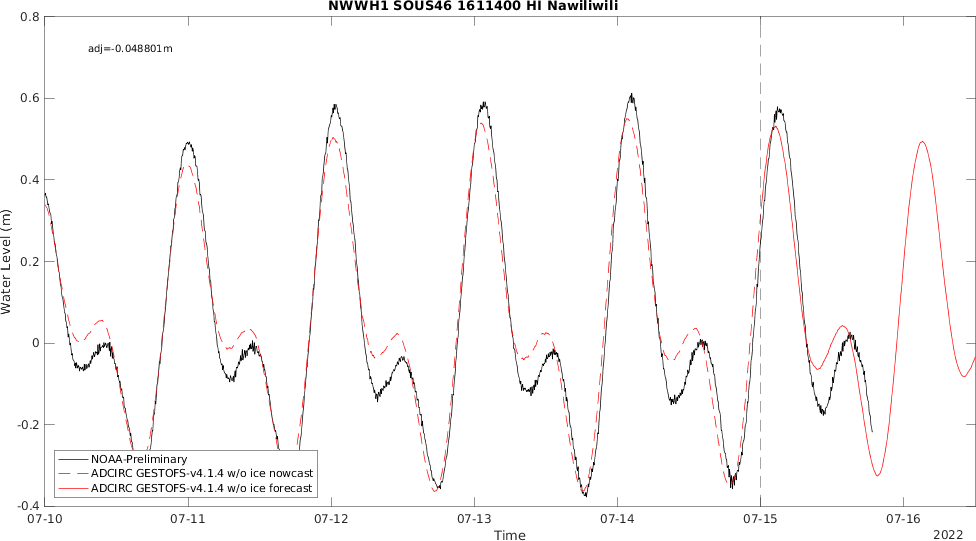 NWWH1 SOUS46 1611400 HI Nawiliwili
adj=-0.048801m
0.8
0.6
0.4
0.2
0
-0.2
-0.4
Water Level (m)
NOAA-Preliminary
ADCIRC GESTOFS-v4.1.4 w/o ice nowcast
ADCIRC GESTOFS-v4.1.4 w/o ice forecast
07-10 07-11 07-12 07-13 07-14 07-15 07-16
Time
2022